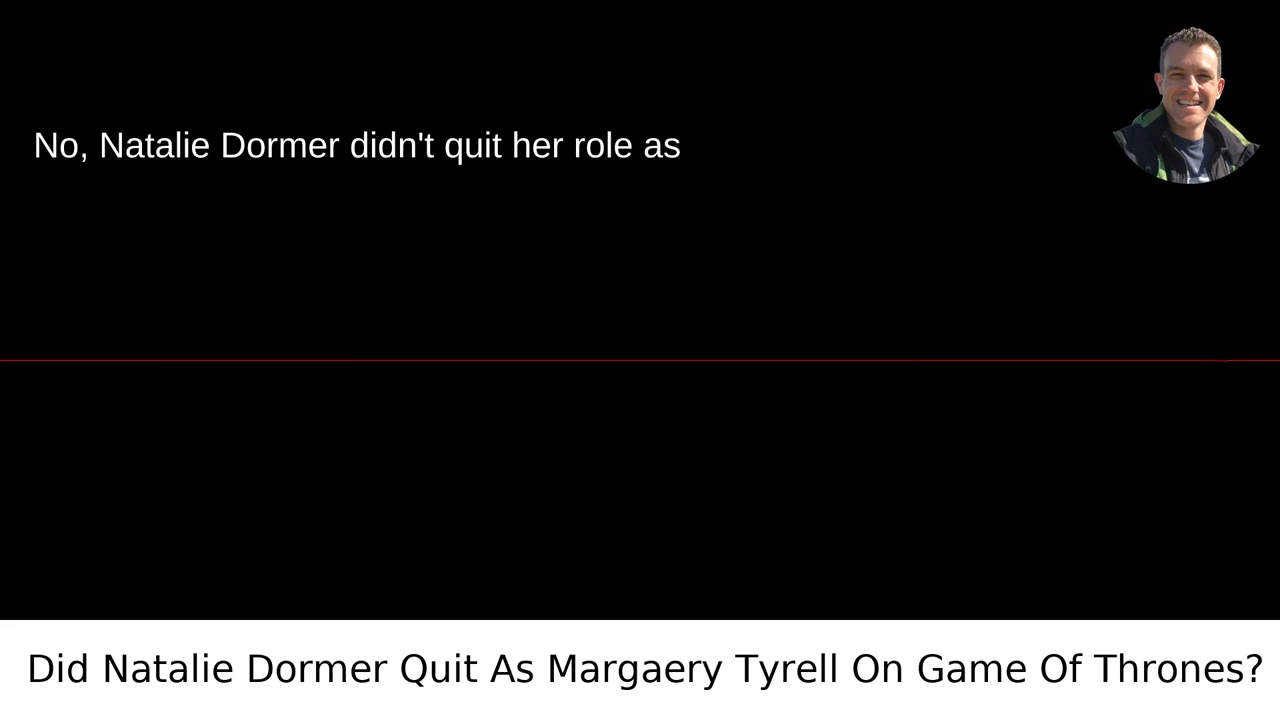 No, Natalie Dormer didn't quit her role as
Did Natalie Dormer Quit As Margaery Tyrell On Game Of Thrones?